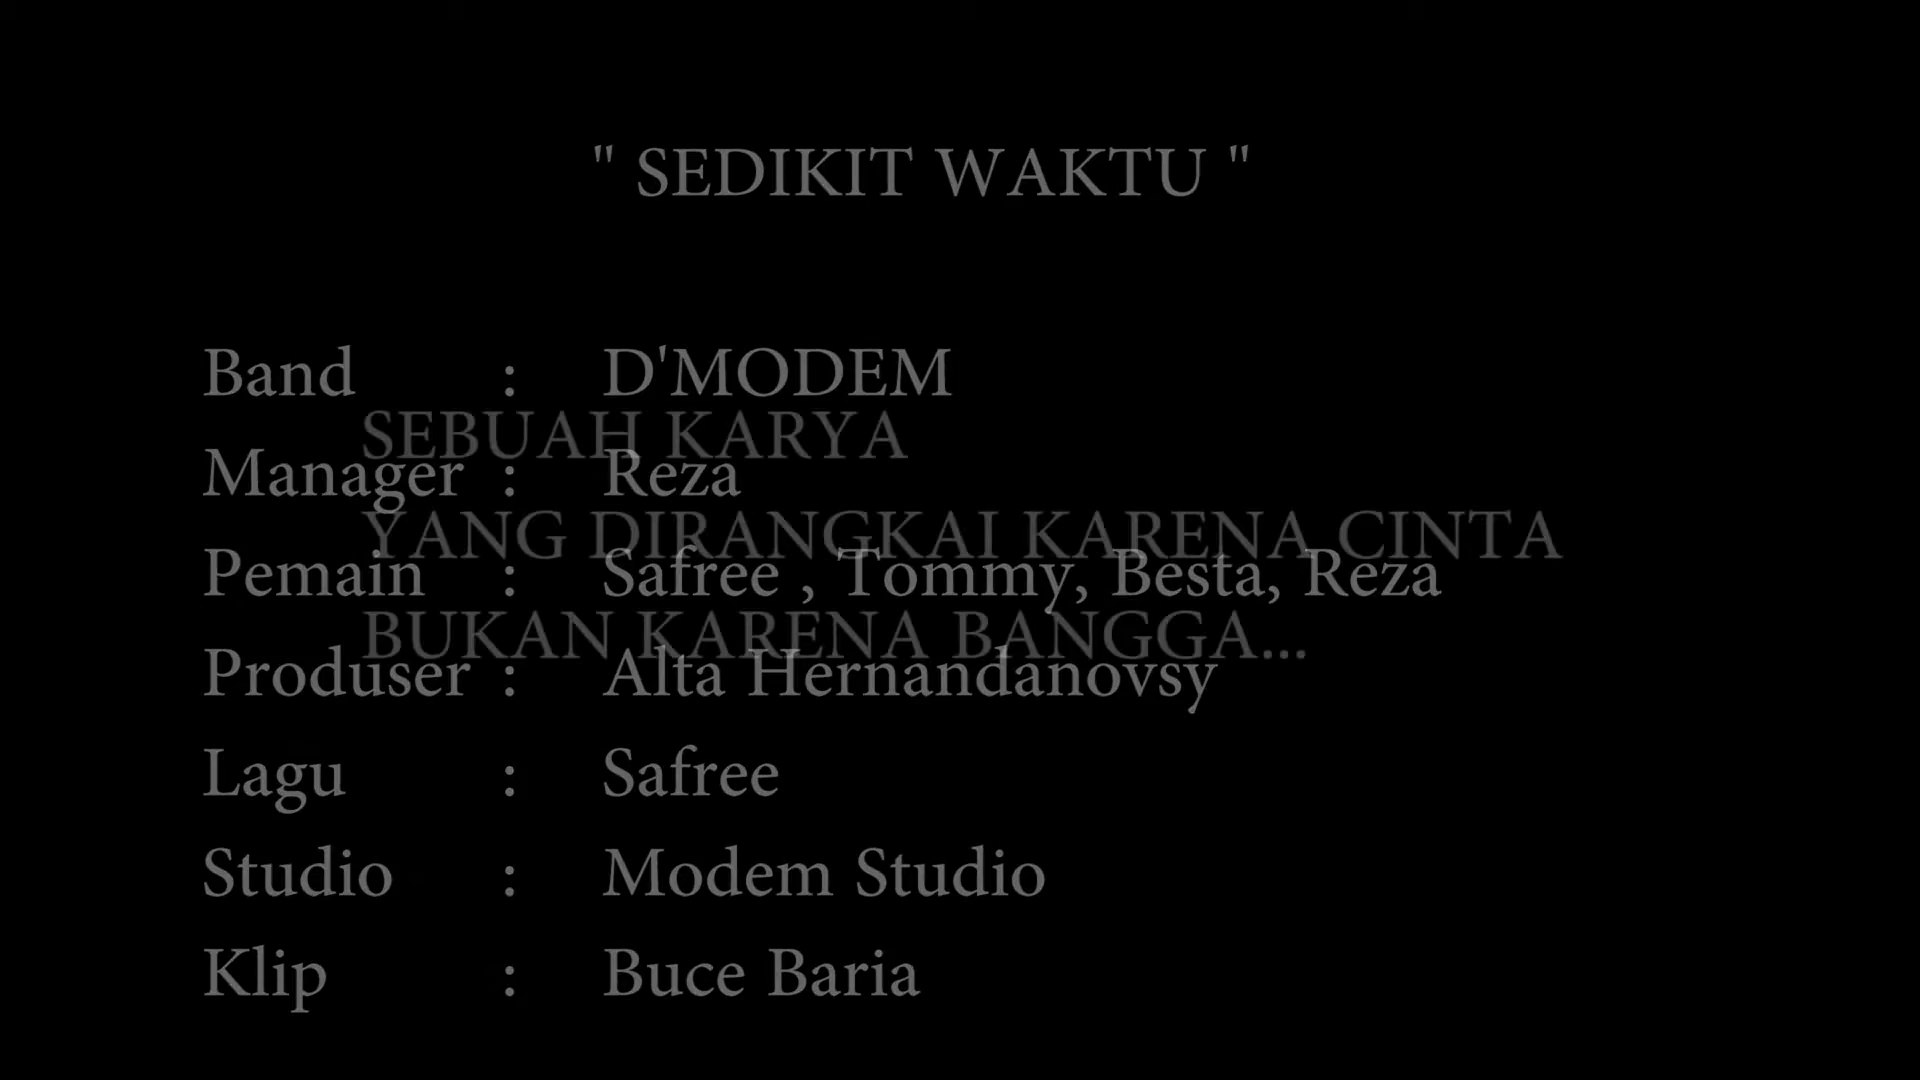 " SEDIKIT WAKTU "
Band : D'MODEM
SEBUAH KARYA
Manager : Reza
YANG DIRANGKAI KARENA CINTA
Pemain : Safree , Tommy, Besta, Reza
BUKAN KARENA BANGGA...
Produser : Alta Hernandanovsy
Lagu : Safree
Studio : Modem Studio
Klip : Buce Baria